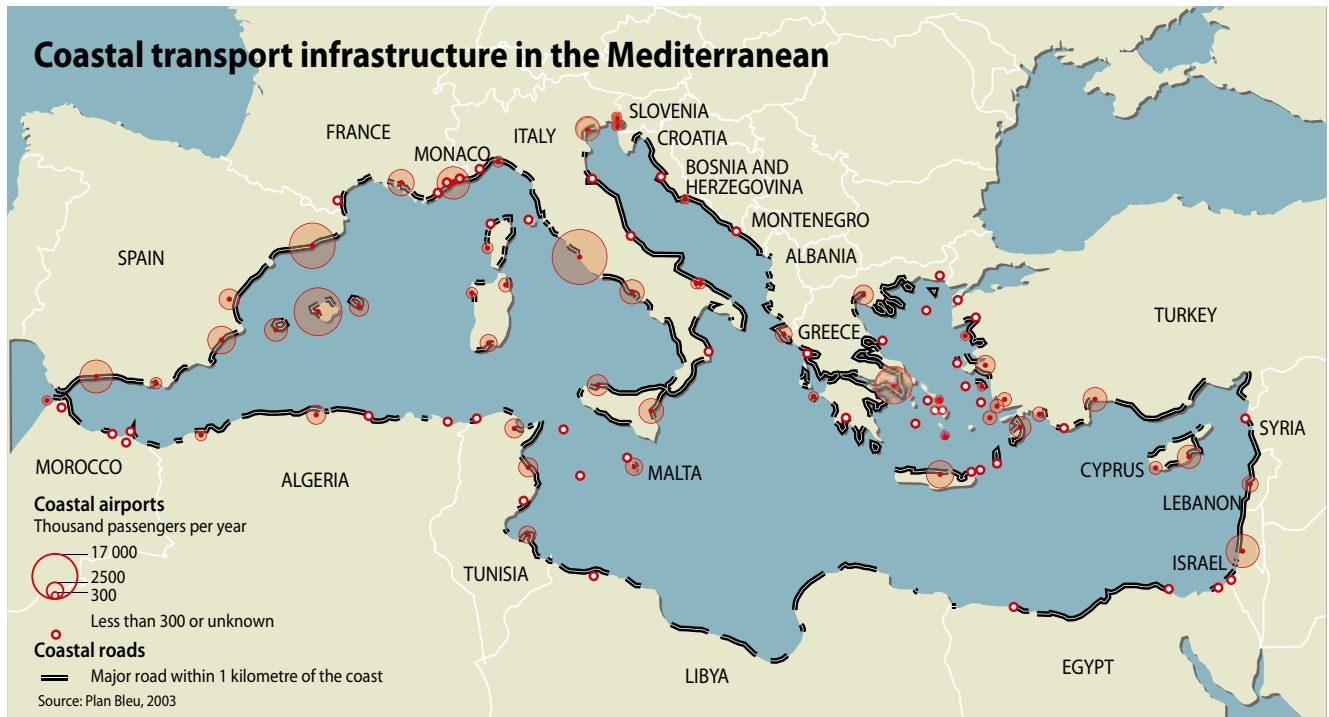 Coastal transport infrastructure in the Mediterranean
SLOVENIA
FRANCE
ITALY
CROATIA
MONACO
BOSNIA AND
HERZEGOVINA
MONTENEGRO
SPAIN
ALBANIA
TURKEY
GREECE
SYRIA
MOROCCO
ALGERIA
MALTA
CYPRUS
LEBANON
Coastal airports
Thousand passengers per year
17 000
2500
300
TUNISIA
ISRAEL
Less than 300 or unknown
Coastal roads
Major road within 1 kilometre of the coast
LIBYA
EGYPT
Source: Plan Bleu, 2003